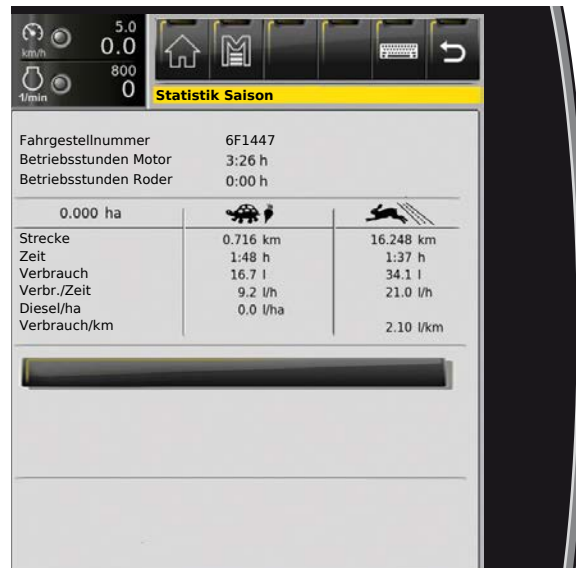 5.0
km/h 0.0
800
1/min 0
Statistik Saison
Fahrgestellnummer 6F1447
Betriebsstunden Motor 3:26 h
Betriebsstunden Roder 0:00 h
0.000 ha
Strecke 0.716 km 16.248 km
Zeit 1:48 h 1:37 h
Verbrauch 16.7 l 34.1 l
Verbr./Zeit 9.2 l/h 21.0 l/h
Diesel/ha 0.0 l/ha
Verbrauch/km 2.10 l/km